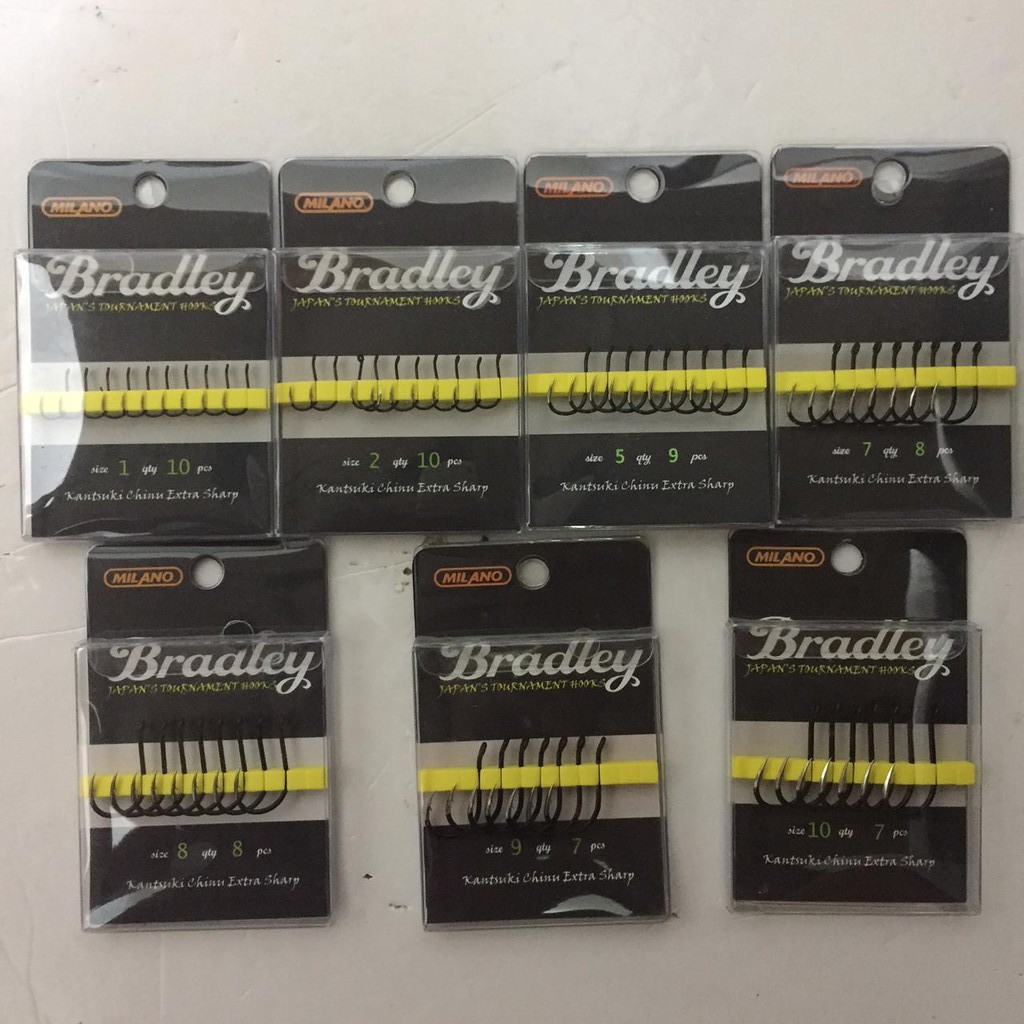 MILANO
Bradley
JAPAN'S TOURNAMENT HOOKS
size 1 qty 10 pcs
Kantsuki Chinu Extra Sharp
MILANO
Bradley
JAPAN'S TOURNAMENT HOOKS
size 2 qty 10 pcs
Kantsuki Chinu Extra Sharp
MILANO
Bradley
JAPAN'S TOURNAMENT HOOKS
size 5 qty 9 pcs
Kantsuki Chinu Extra Sharp
MILANO
Bradley
JAPAN'S TOURNAMENT HOOKS
size 7 qty 8 pcs
Kantsuki Chinu Extra Sharp
MILANO
Bradley
JAPAN'S TOURNAMENT HOOKS
size 8 qty 8 pcs
Kantsuki Chinu Extra Sharp
MILANO
Bradley
JAPAN'S TOURNAMENT HOOKS
size 9 qty 7 pcs
Kantsuki Chinu Extra Sharp
MILANO
Bradley
JAPAN'S TOURNAMENT HOOKS
size 10 qty 7 pcs
Kantsuki Chinu Extra Sharp